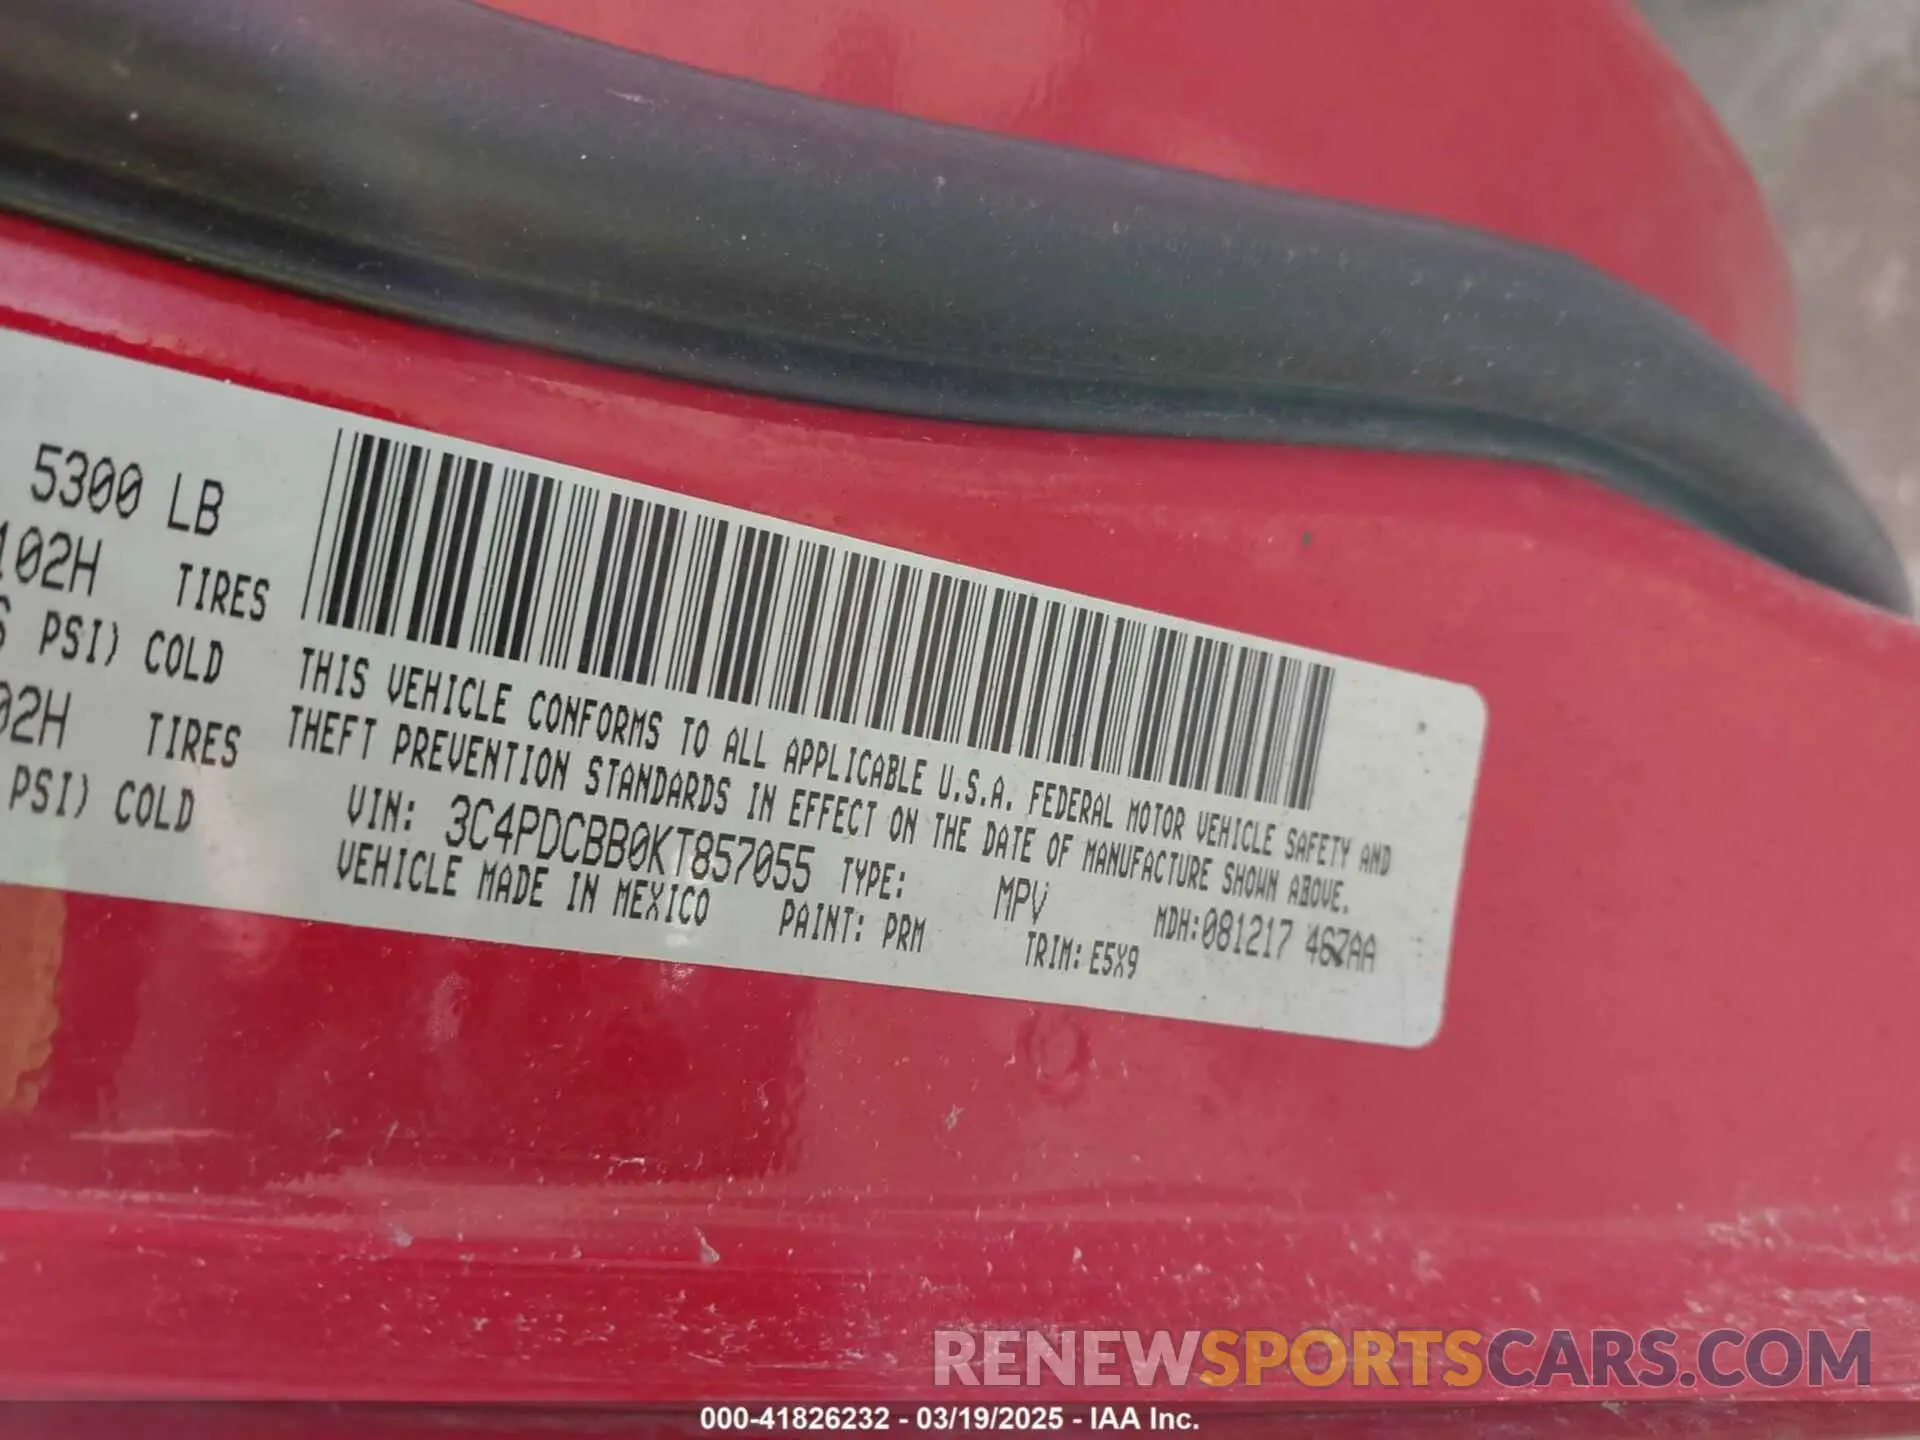 5300 LB
102H TIRES
PSI) COLD
02H TIRES
PSI) COLD
THIS VEHICLE CONFORMS TO ALL APPLICABLE U.S.A. FEDERAL MOTOR VEHICLE SAFETY AND
THEFT PREVENTION STANDARDS IN EFFECT ON THE DATE OF MANUFACTURE SHOWN ABOVE.
VIN: 3C4PDCBB0KT857055 TYPE: MPV MDH:081217 467AA
VEHICLE MADE IN MEXICO PAINT: PRM TRIM: E5X9
RENEWSPORTSCARS.COM
000-41826232 - 03/19/2025 - IAA Inc.